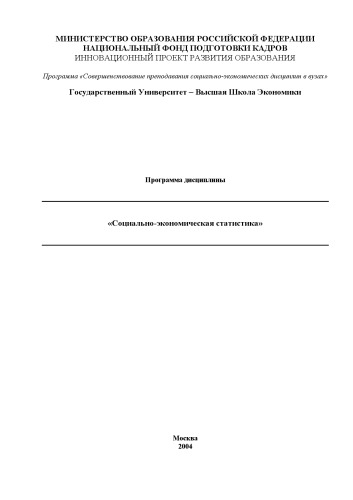 МИНИСТЕРСТВО ОБРАЗОВАНИЯ РОССИЙСКОЙ ФЕДЕРАЦИИ
НАЦИОНАЛЬНЫЙ ФОНД ПОДГОТОВКИ КАДРОВ
ИННОВАЦИОННЫЙ ПРОЕКТ РАЗВИТИЯ ОБРАЗОВАНИЯ
Программа «Совершенствование преподавания социально-экономических дисциплин в вузах»
Государственный Университет – Высшая Школа Экономики
Программа дисциплины
«Социально-экономическая статистика»
Москва
2004